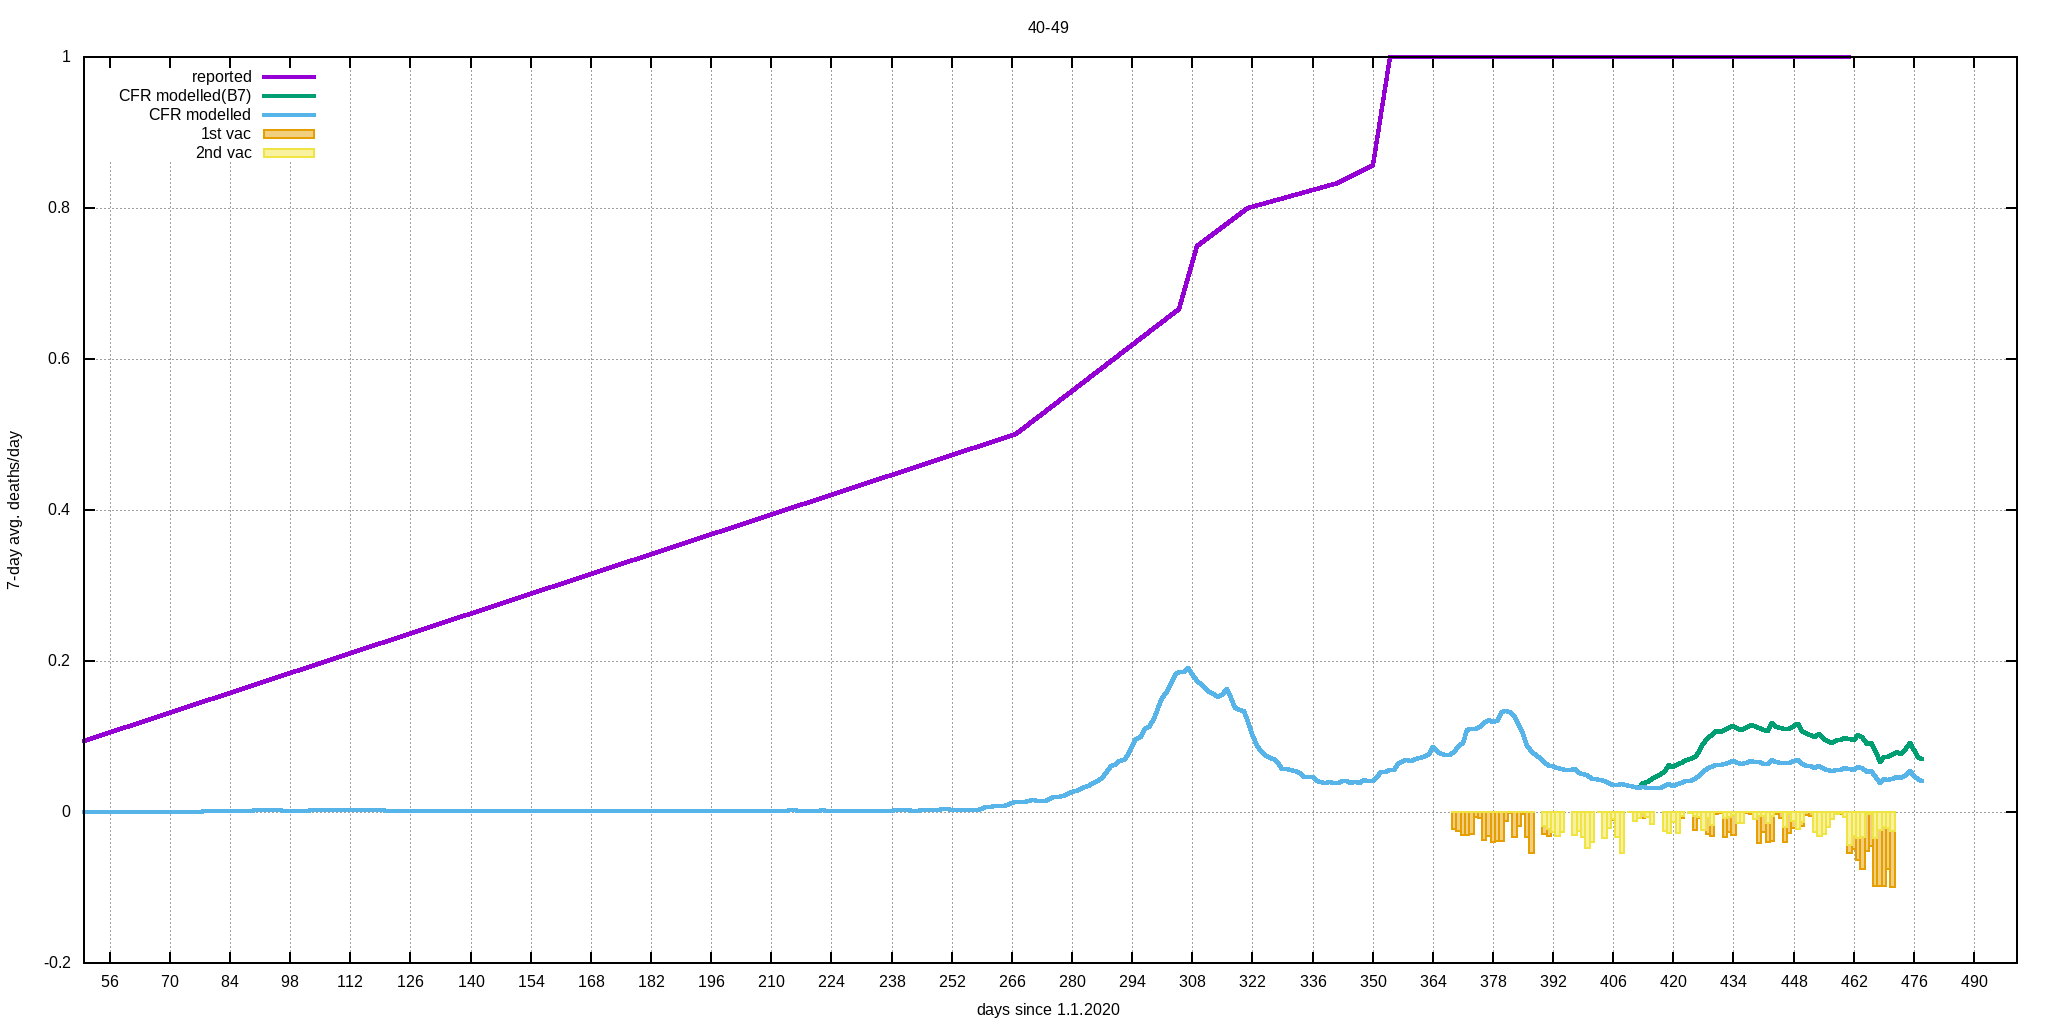 40-49
reported
CFR modelled(B7)
CFR modelled
1st vac
2nd vac
1
0.8
0.6
0.4
0.2
0
-0.2
7-day avg. deaths/day
56 70 84 98 112 126 140 154 168 182 196 210 224 238 252 266 280 294 308 322 336 350 364 378 392 406 420 434 448 462 476 490
days since 1.1.2020